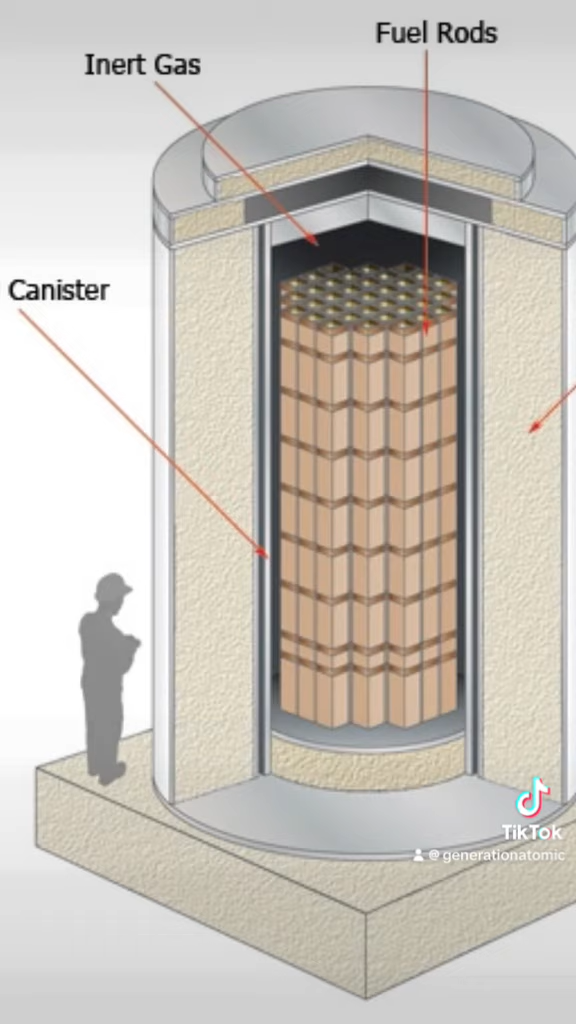 Fuel Rods
Inert Gas
Canister
TikTok
@generationatomic